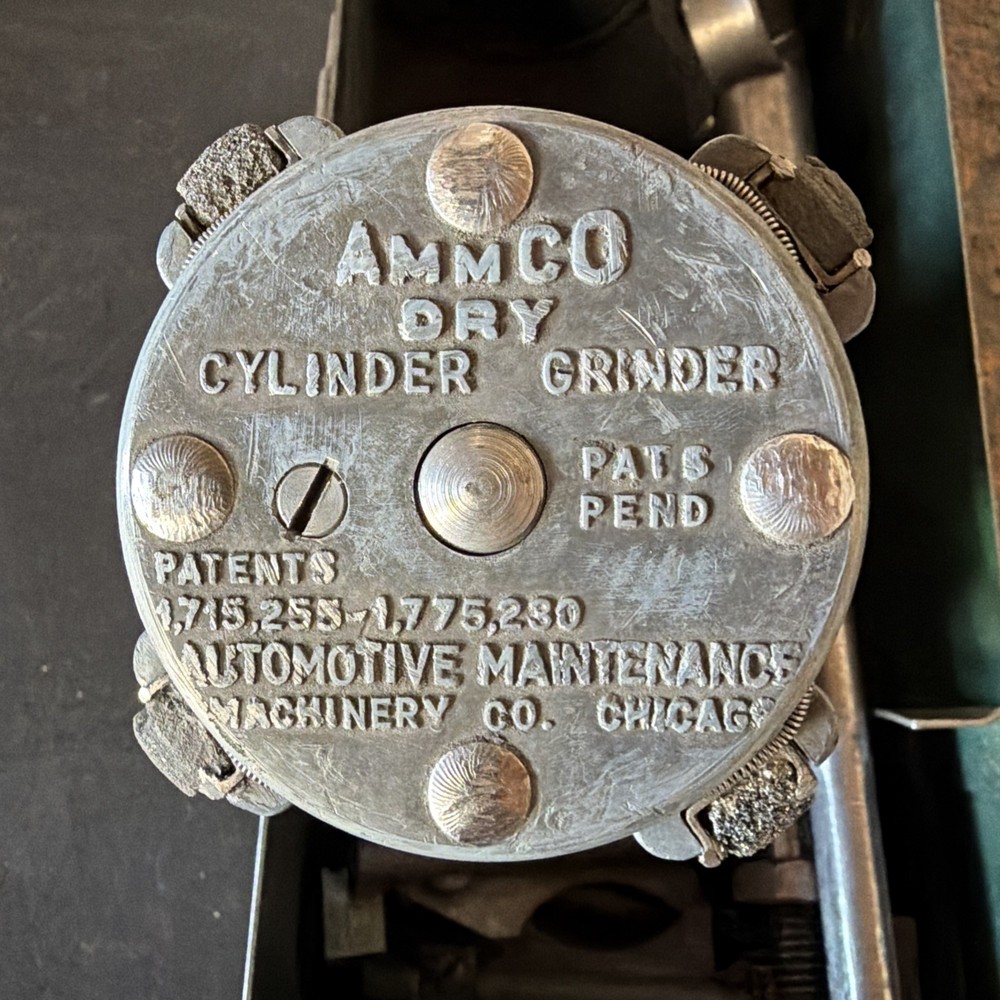 AMMCO
DRY
CYLINDER GRINDER
PATS
PEND
PATENTS
1,715,255-1,775,230
AUTOMOTIVE MAINTENANCE
MACHINERY CO. CHICAGO